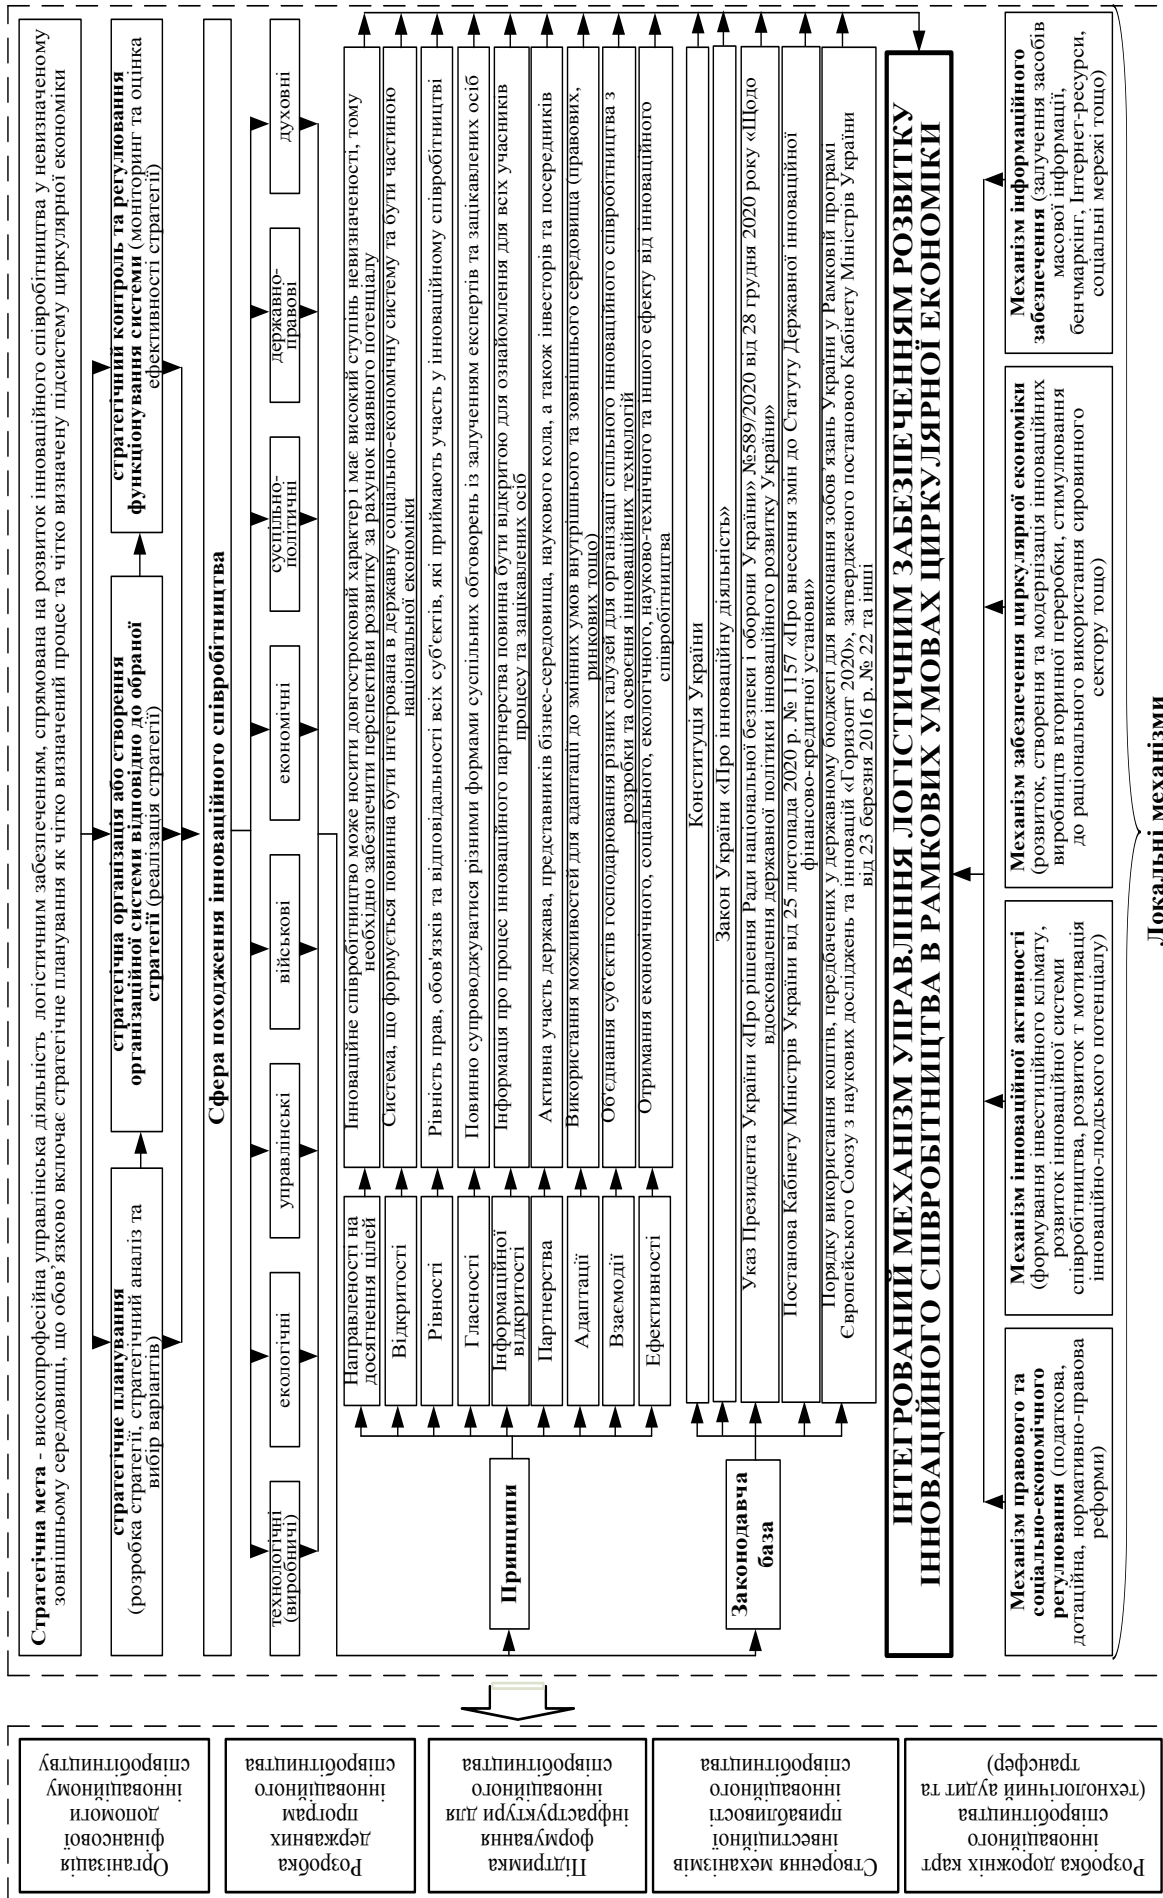 Стратегічна мета - високопрофесійна управлінська діяльність логістичним забезпеченням, спрямована на розвиток інноваційного співробітництва у невизначеному
зовнішньому середовищі, що обов'язково включає стратегічне планування як чітко визначений процес та чітко визначену підсистему циркулярної економіки
стратегічне планування
(розробка стратегії, стратегічний аналіз та
вибір варіантів)
стратегічна організація або створення
організаційної системи відповідно до обраної
стратегії (реалізація стратегії)
стратегічний контроль та регулювання
функціонування системи (моніторинг та оцінка
ефективності стратегії)
Сфера походження інноваційного співробітництва
технологічні
(виробничі)
екологічні
управлінські
військові
економічні
суспільно-
політичні
державно-
правові
духовні
Принципи
Направленості на
досягнення цілей
Інноваційне співробітництво може носити довгостроковий характер і має високий ступінь невизначеності, тому
необхідно забезпечити перспективи розвитку за рахунок наявного потенціалу
Відкритості
Система, що формується повинна бути інтегрована в державну соціально-економічну систему та бути частиною
національної економіки
Рівності
Рівність прав, обов'язків та відповідальності всіх суб'єктів, які приймають участь у інноваційному співробітництві
Гласності
Повинно супроводжуватися різними формами суспільних обговорень із залученням експертів та зацікавлених осіб
Інформаційної
відкритості
Інформація про процес інноваційного партнерства повинна бути відкритою для ознайомлення для всіх учасників
процесу та зацікавлених осіб
Партнерства
Активна участь держава, представників бізнес-середовища, наукового кола, а також інвесторів та посередників
Адаптації
Використання можливостей для адаптації до змінних умов внутрішнього та зовнішнього середовища (правових,
ринкових тощо)
Взаємодії
Об'єднання суб'єктів господарювання різних галузей для організації спільного інноваційного співробітництва з
розробки та освоєння інноваційних технологій
Ефективності
Отримання економічного, соціального, екологічного, науково-технічного та іншого ефекту від інноваційного
співробітництва
Законодавча
база
Конституція України
Закон України «Про інноваційну діяльність»
Указ Президента України «Про рішення Ради національної безпеки і оборони України» №589/2020 від 28 грудня 2020 року «Щодо
вдосконалення державної політики інноваційного розвитку України»
Постанова Кабінету Міністрів України від 25 листопада 2020 р. № 1157 «Про внесення змін до Статуту Державної інноваційної
фінансово-кредитної установи»
Порядку використання коштів, передбачених у державному бюджеті для виконання зобов'язань України у Рамковій програмі
Європейського Союзу з наукових досліджень та інновацій «Горизонт 2020», затвердженого постановою Кабінету Міністрів України
від 23 березня 2016 р. № 22 та інші
ІНТЕГРОВАНИЙ МЕХАНІЗМ УПРАВЛІННЯ ЛОГІСТИЧНИМ ЗАБЕЗПЕЧЕННЯМ РОЗВИТКУ
ІННОВАЦІЙНОГО СПІВРОБІТНИЦТВА В РАМКОВИХ УМОВАХ ЦИРКУЛЯРНОЇ ЕКОНОМІКИ
Механізм правового та
соціально-економічного
регулювання (податкова,
дотаційна, нормативно-правова
реформи)
Механізм інноваційної активності
(формування інвестиційного клімату,
розвиток інноваційної системи
співробітництва, розвиток т мотивація
інноваційно-людського потенціалу)
Механізм забезпечення циркулярної економіки
(розвиток, створення та модернізація інноваційних
виробництв вторинної переробки, стимулювання
до раціонального використання сировинного
сектору тощо)
Механізм інформаційного
забезпечення (залучення засобів
масової інформації,
бенчмаркінг, Інтернет-ресурси,
соціальні мережі тощо)
Локальні механізми
Організація
фінансової
допомоги
інноваційному
співробітництву
Розробка
державних
програм
інноваційного
співробітництва
Підтримка
формування
інфраструктури для
інноваційного
співробітництва
Створення механізмів
інвестиційної
привабливості
інноваційного
співробітництва
Розробка дорожніх карт
інноваційного
співробітництва
(технологічний аудит та
трансфер)